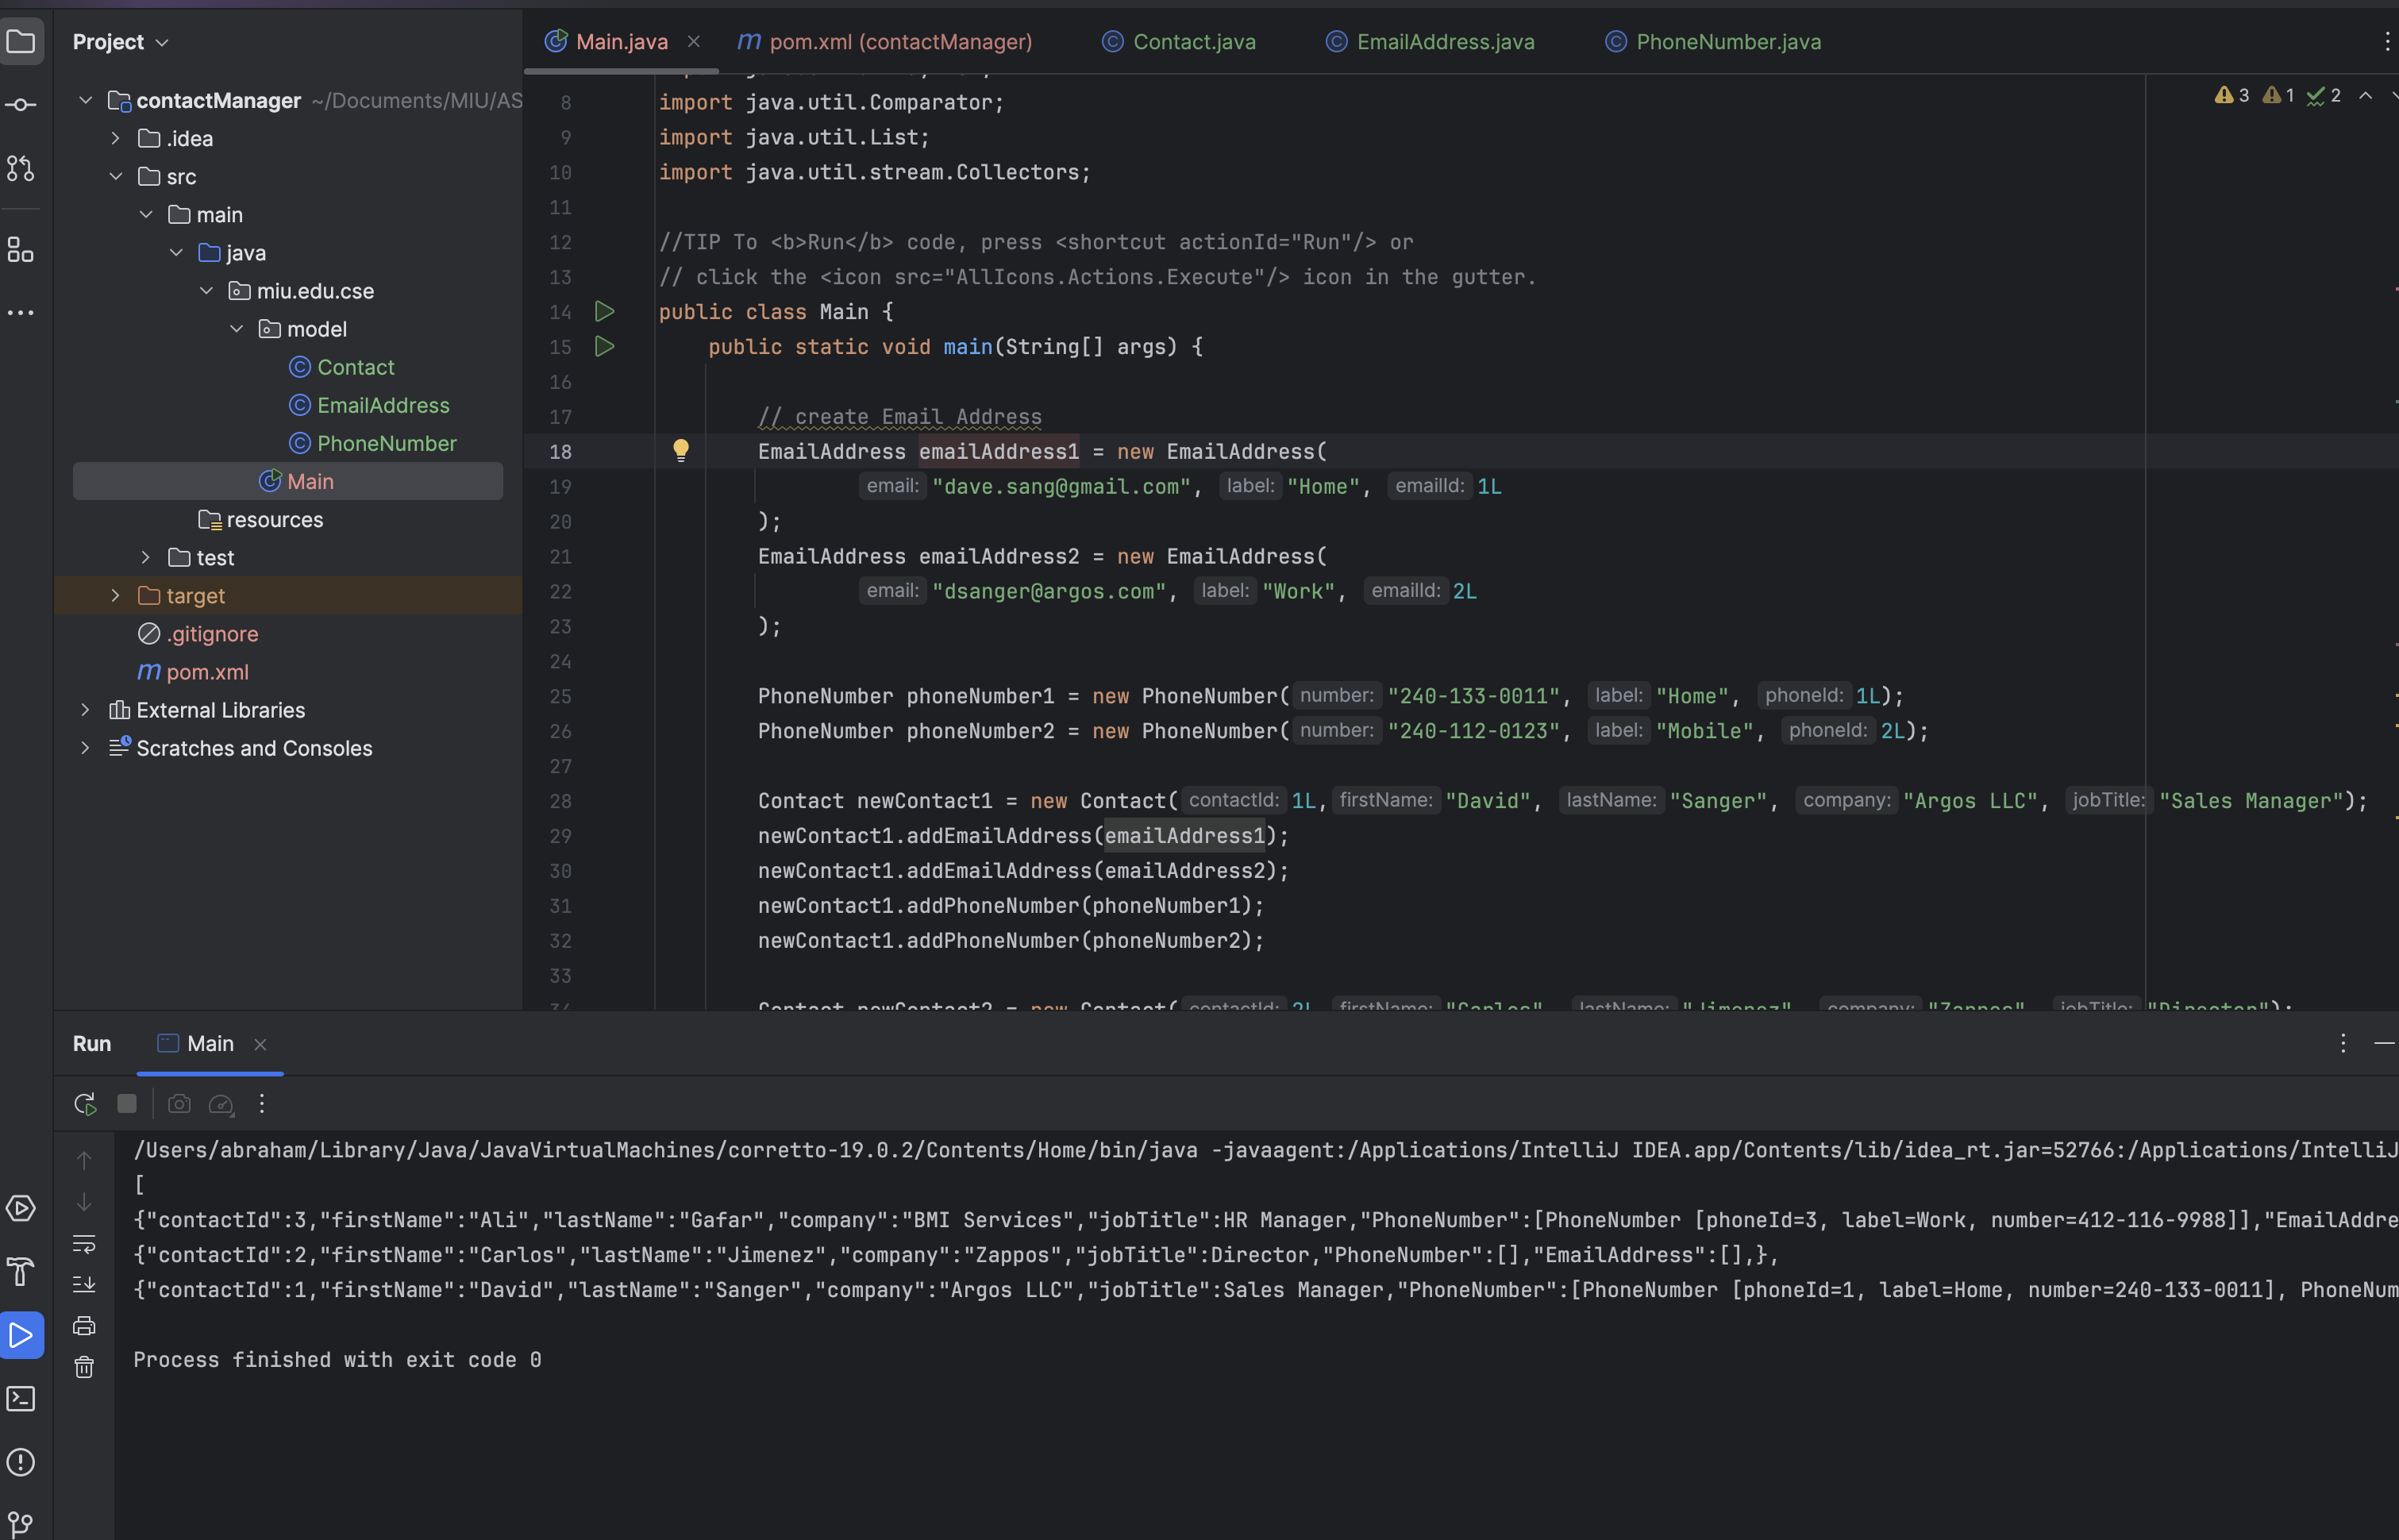 Project
contactManager ~/Documents/MIU/AS
.idea
src
main
java
miu.edu.cse
model
Contact
EmailAddress
PhoneNumber
Main
resources
test
target
.gitignore
pom.xml
External Libraries
Scratches and Consoles
Main.java pom.xml (contactManager) Contact.java EmailAddress.java PhoneNumber.java
3 1 2
8 import java.util.Comparator;
9 import java.util.List;
10 import java.util.stream.Collectors;
11
12 //TIP To <b>Run</b> code, press <shortcut actionId="Run"/> or
13 // click the <icon src="AllIcons.Actions.Execute"/> icon in the gutter.
14 public class Main {
15 public static void main(String[] args) {
16
17 // create Email Address
18 EmailAddress emailAddress1 = new EmailAddress(
19 email: "dave.sang@gmail.com", label: "Home", emailId: 1L
20 );
21 EmailAddress emailAddress2 = new EmailAddress(
22 email: "dsanger@argos.com", label: "Work", emailId: 2L
23 );
24
25 PhoneNumber phoneNumber1 = new PhoneNumber( number: "240-133-0011", label: "Home", phoneId: 1L);
26 PhoneNumber phoneNumber2 = new PhoneNumber( number: "240-112-0123", label: "Mobile", phoneId: 2L);
27
28 Contact newContact1 = new Contact( contactId: 1L, firstName: "David", lastName: "Sanger", company: "Argos LLC", jobTitle: "Sales Manager");
29 newContact1.addEmailAddress(emailAddress1);
30 newContact1.addEmailAddress(emailAddress2);
31 newContact1.addPhoneNumber(phoneNumber1);
32 newContact1.addPhoneNumber(phoneNumber2);
33
34 Contact newContact2 = new Contact( contactId: 2L, firstName: "Carlos", lastName: "Jimenez", company: "Zappos", jobTitle: "Director");
Run Main
/Users/abraham/Library/Java/JavaVirtualMachines/corretto-19.0.2/Contents/Home/bin/java -javaagent:/Applications/IntelliJ IDEA.app/Contents/lib/idea_rt.jar=52766:/Applications/IntelliJ
[
{"contactId":3,"firstName":"Ali","lastName":"Gafar","company":"BMI Services","jobTitle":HR Manager,"PhoneNumber":[PhoneNumber [phoneId=3, label=Work, number=412-116-9988]],"EmailAddre
{"contactId":2,"firstName":"Carlos","lastName":"Jimenez","company":"Zappos","jobTitle":Director,"PhoneNumber":[],"EmailAddress":[],},
{"contactId":1,"firstName":"David","lastName":"Sanger","company":"Argos LLC","jobTitle":Sales Manager,"PhoneNumber":[PhoneNumber [phoneId=1, label=Home, number=240-133-0011], PhoneNum
Process finished with exit code 0